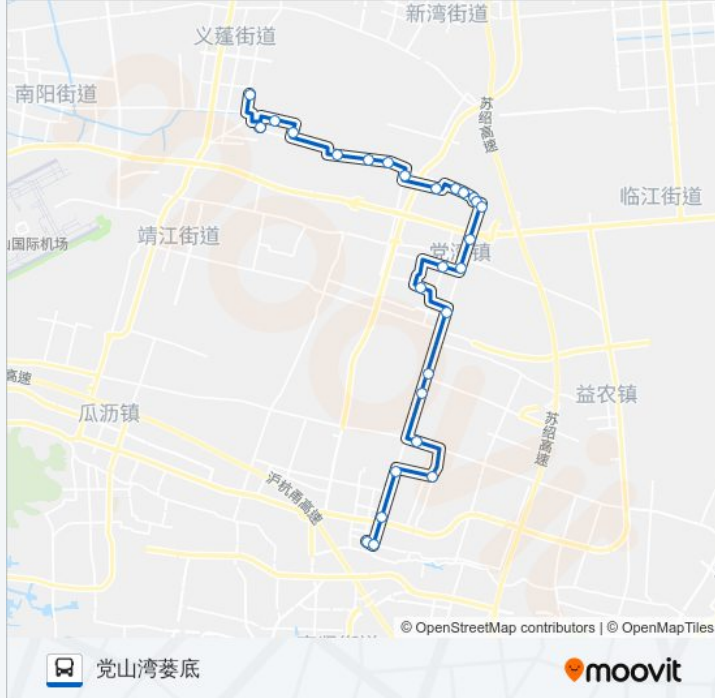 新湾街道
义蓬街道
南阳街道
苏绍高速
临江街道
靖江街道
山国际机场
党湾镇
高速
益农镇
瓜沥镇
苏绍高速
沪杭甬高速
© OpenStreetMap contributors | © OpenMapTiles
党山湾蒌底
moovit